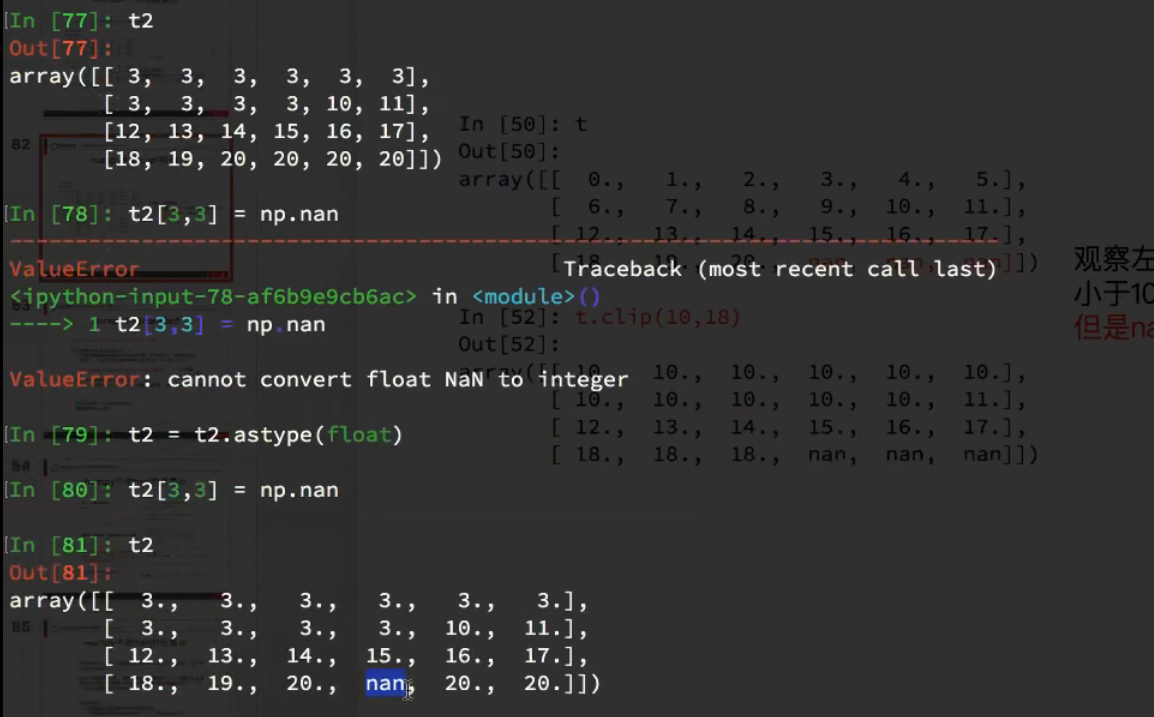 In [77]: t2
Out[77]:
array([[ 3,  3,  3,  3,  3,  3],
       [ 3,  3,  3,  3, 10, 11],
       [12, 13, 14, 15, 16, 17],
       [18, 19, 20, 20, 20, 20]])
In [78]: t2[3,3] = np.nan
ValueError                                Traceback (most recent call last)
<ipython-input-78-af6b9e9cb6ac> in <module>()
----> 1 t2[3,3] = np.nan
ValueError: cannot convert float NaN to integer
In [79]: t2 = t2.astype(float)
In [80]: t2[3,3] = np.nan
In [81]: t2
Out[81]:
array([[  3.,   3.,   3.,   3.,   3.,   3.],
       [  3.,   3.,   3.,   3.,  10.,  11.],
       [ 12.,  13.,  14.,  15.,  16.,  17.],
       [ 18.,  19.,  20.,  nan,  20.,  20.]])
82
84
85
In [50]: t
Out[50]:
array([[  0.,   1.,   2.,   3.,   4.,   5.],
       [  6.,   7.,   8.,   9.,  10.,  11.],
       [ 12.,  13.,  14.,  15.,  16.,  17.],
In [52]: t.clip(10,18)
Out[52]:
10.,  10.,  10.,  10.,  10.],
       [ 10.,  10.,  10.,  10.,  10.,  11.],
       [ 12.,  13.,  14.,  15.,  16.,  17.],
       [ 18.,  18.,  18.,  nan,  nan,  nan]])
观察左
小于10
但是na